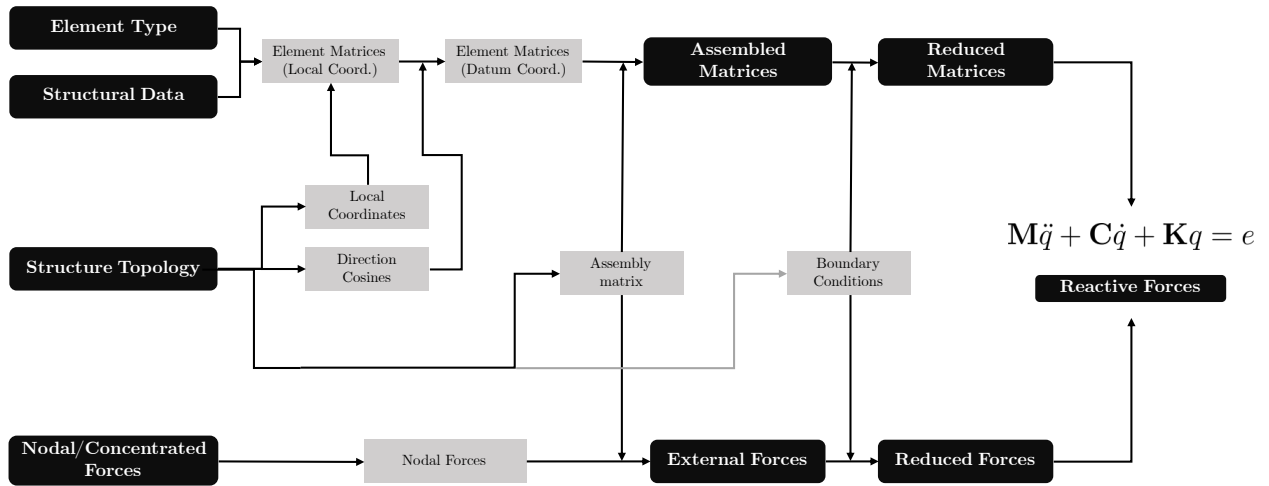 Element Type
Structural Data
Element Matrices
(Local Coord.)
Element Matrices
(Datum Coord.)
Assembled
Matrices
Reduced
Matrices
Local
Coordinates
Structure Topology
Direction
Cosines
Assembly
matrix
Boundary
Conditions
Mq̈ + Cq̇ + Kq = e
Reactive Forces
Nodal/Concentrated
Forces
Nodal Forces
External Forces
Reduced Forces